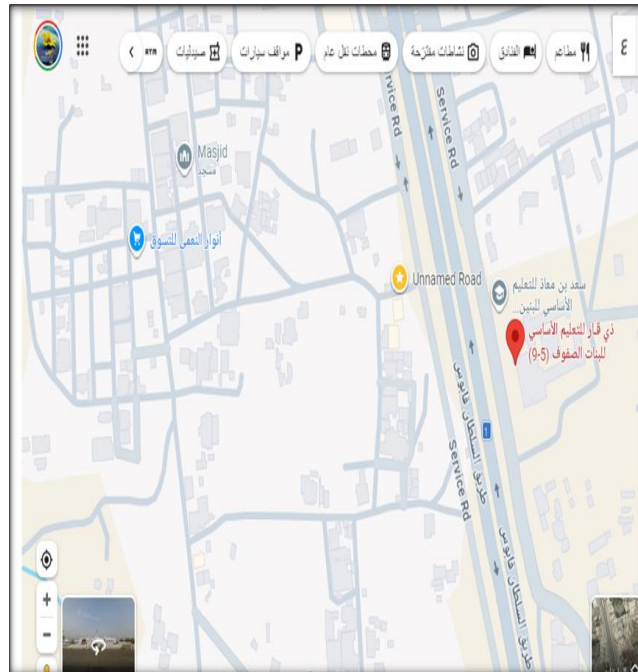 ع
مطاعم
الفنادق
نشاطات مقترحة
محطات نقل عام
P مواقف سيارات
صيدليات
ATM
Service Rd
Service Rd
Masjid
مسجد
أنوار النعمي للتسوق
Unnamed Road
سعد بن معاذ للتعليم
الأساسي للبنين...
ذي قار للتعليم الأساسي
للبنات الصفوف (5-9)
طريق السلطان قابوس
1
Service Rd
طريق السلطان قابوس